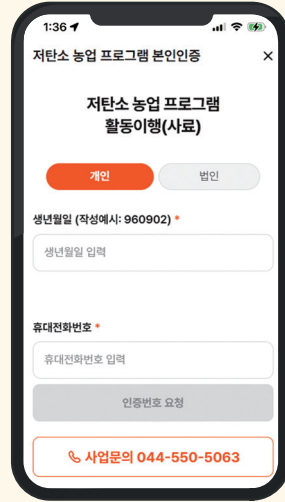 1:36
저탄소 농업 프로그램 본인인증
저탄소 농업 프로그램
활동이행(사료)
개인
법인
생년월일 (작성예시: 960902) *
생년월일 입력
휴대전화번호 *
휴대전화번호 입력
인증번호 요청
사업문의 044-550-5063